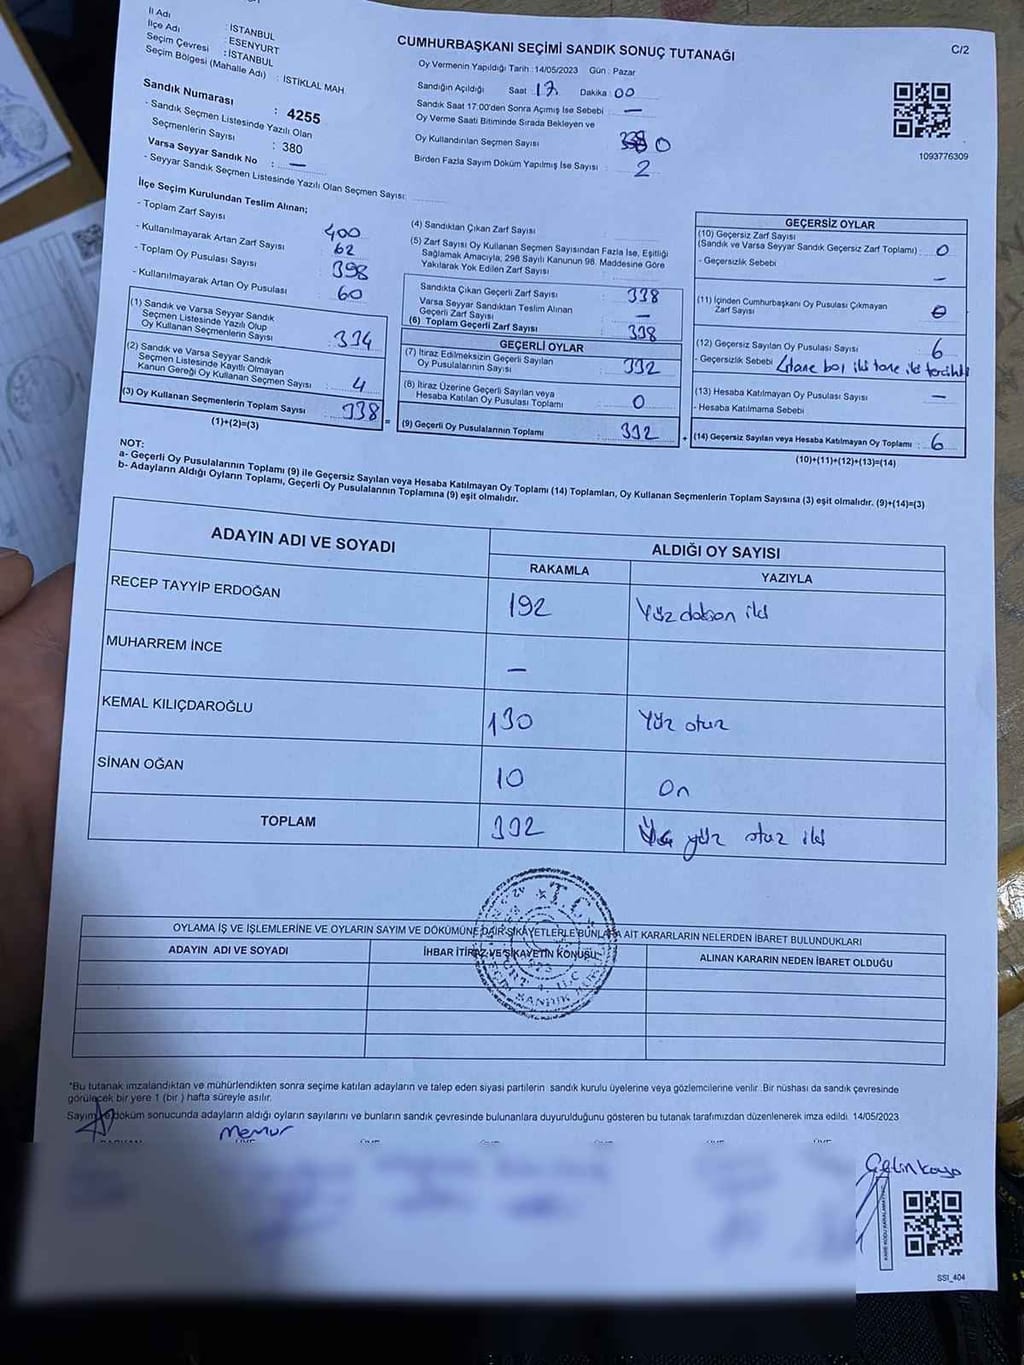 İl Adı : İSTANBUL
İlçe Adı : ESENYURT
Seçim Çevresi : İSTANBUL
Seçim Bölgesi (Mahalle Adı) : İSTİKLAL MAH.
Sandık Numarası : 4255
- Sandık Seçmen Listesinde Yazılı Olan
Seçmenlerin Sayısı : 380
Varsa Seyyar Sandık No : —
- Seyyar Sandık Seçmen Listesinde Yazılı Olan Seçmen Sayısı:
CUMHURBAŞKANI SEÇİMİ SANDIK SONUÇ TUTANAĞI
C/2
Oy Vermenin Yapıldığı Tarih : 14/05/2023 Gün : Pazar
Sandığın Açıldığı Saat 17 Dakika : 00
Sandık Saat 17:00'den Sonra Açımış İse Sebebi : —
Oy Verme Saati Bitiminde Sırada Bekleyen ve
Oy Kullandırılan Seçmen Sayısı 0
Birden Fazla Sayım Döküm Yapılmış İse Sayısı : 2
1093776309
İlçe Seçim Kurulundan Teslim Alınan;
- Toplam Zarf Sayısı 400
- Kullanılmayarak Artan Zarf Sayısı 62
- Toplam Oy Pusulası Sayısı 398
- Kullanılmayarak Artan Oy Pusulası 60
(1) Sandık ve Varsa Seyyar Sandık
Seçmen Listesinde Yazılı Olup
Oy Kullanan Seçmenlerin Sayısı : 334
(2) Sandık ve Varsa Seyyar Sandık
Seçmen Listesinde Kayıtlı Olmayan
Kanun Gereği Oy Kullanan Seçmen Sayısı : 4
(3) Oy Kullanan Seçmenlerin Toplam Sayısı : 338
(1)+(2)=(3)
(4) Sandıktan Çıkan Zarf Sayısı :
(5) Zarf Sayısı Oy Kullanan Seçmen Sayısından Fazla İse, Eşitliği
Sağlamak Amacıyla, 298 Sayılı Kanunun 98. Maddesine Göre
Yakılarak Yok Edilen Zarf Sayısı :
Sandıkta Çıkan Geçerli Zarf Sayısı : 338
Varsa Seyyar Sandıktan Teslim Alınan
Geçerli Zarf Sayısı : —
(6) Toplam Geçerli Zarf Sayısı : 338
GEÇERLİ OYLAR
(7) İtiraz Edilmeksizin Geçerli Sayılan
Oy Pusulalarının Sayısı : 332
(8) İtiraz Üzerine Geçerli Sayılan veya
Hesaba Katılan Oy Pusulası Toplamı : 0
(9) Geçerli Oy Pusulalarının Toplamı : 332
GEÇERSİZ OYLAR
(10) Geçersiz Zarf Sayısı
(Sandık ve Varsa Seyyar Sandık Geçersiz Zarf Toplamı) : 0
- Geçersizlik Sebebi —
(11) İçinden Cumhurbaşkanı Oy Pusulası Çıkmayan
Zarf Sayısı : 0
(12) Geçersiz Sayılan Oy Pusulası Sayısı : 6
- Geçersizlik Sebebi 4 tane boş iki tane iki tercihli
(13) Hesaba Katılmayan Oy Pusulası Sayısı : —
- Hesaba Katılmama Sebebi
(14) Geçersiz Sayılan veya Hesaba Katılmayan Oy Toplamı : 6
(10)+(11)+(12)+(13)=(14)
NOT:
a- Geçerli Oy Pusulalarının Toplamı (9) ile Geçersiz Sayılan veya Hesaba Katılmayan Oy Toplamı (14) Toplamları, Oy Kullanan Seçmenlerin Toplam Sayısına (3) eşit olmalıdır. (9)+(14)=(3)
b- Adayların Aldığı Oyların Toplamı, Geçerli Oy Pusulalarının Toplamına (9) eşit olmalıdır.
ADAYIN ADI VE SOYADI
ALDIĞI OY SAYISI
RAKAMLA
YAZIYLA
RECEP TAYYİP ERDOĞAN 192 Yüz doksan iki
MUHARREM İNCE —
KEMAL KILIÇDAROĞLU 130 Yüz otuz
SİNAN OĞAN 10 On
TOPLAM 332 Üç yüz otuz iki
OYLAMA İŞ VE İŞLEMLERİNE VE OYLARIN SAYIM VE DÖKÜMÜNE DAİR ŞİKAYETLERLE BUNLARA AİT KARARLARIN NELERDEN İBARET BULUNDUKLARI
ADAYIN ADI VE SOYADI
İHBAR İTİRAZ VE ŞİKAYETİN KONUSU
ALINAN KARARIN NEDEN İBARET OLDUĞU
T.C.
*Bu tutanak imzalandıktan ve mühürlendikten sonra seçime katılan adayların ve talep eden siyasi partilerin sandık kurulu üyelerine veya gözlemcilerine verilir. Bir nüshası da sandık çevresinde
görülecek bir yere 1 (bir ) hafta süreyle asılır.
Sayım ve döküm sonucunda adayların aldığı oyların sayılarını ve bunların sandık çevresinde bulunanlara duyurulduğunu gösteren bu tutanak tarafımızdan düzenlenerek imza edildi. 14/05/2023
Memur
Çetinkaya
KARE KODU KARALAMAYINIZ
SSI_404